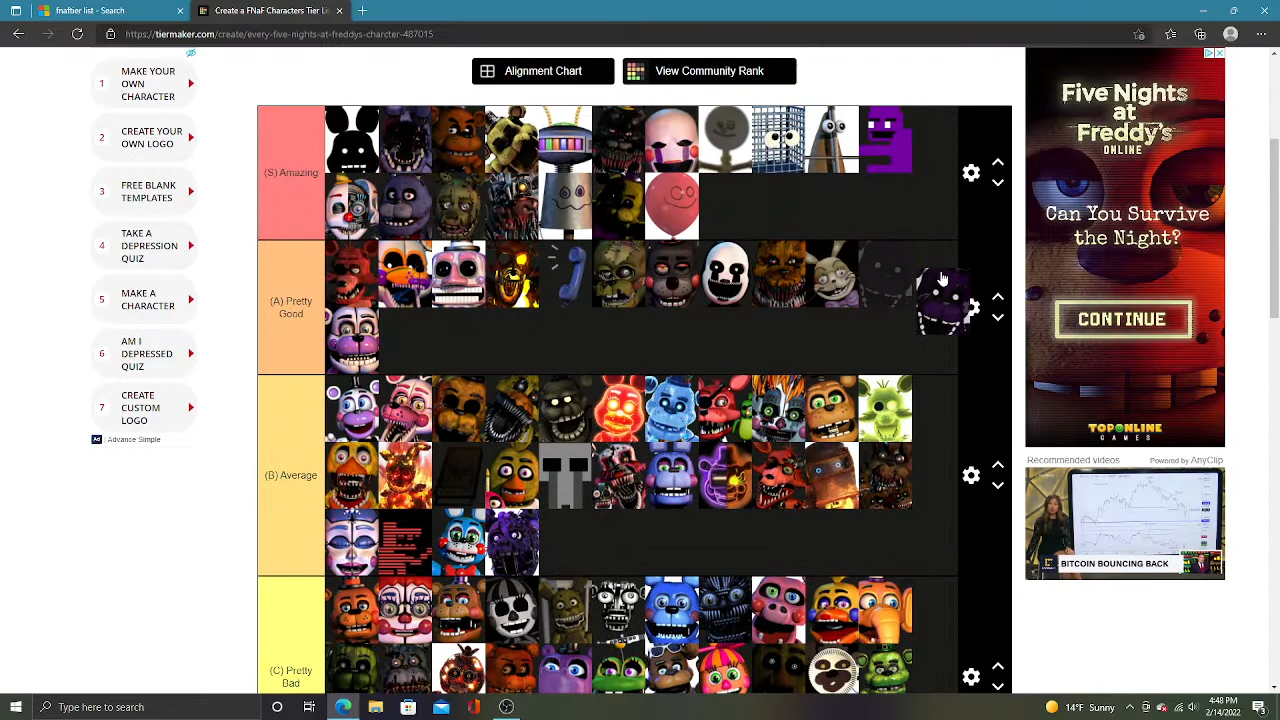 fnattier list - Search
Create a FNaF Characters Tier Lis
https://tiermaker.com/create/every-five-nights-at-freddys-charcter-487015
1 MAKE YOUR
OWN
CHARACTER
2 CREATE YOUR
OWN LOGO
3 FREE BLANK
TEMPLATES
4 TAKE A
DEPRESSION
QUIZ
5 MAKE A
CHARACTER
6 AM I
DEPRESSED
QUIZ
7 CREATE
CUSTOM
LOGO
Ad Advance Simple
Alignment Chart
View Community Rank
(S) Amazing
(A) Pretty
Good
(B) Average
(C) Pretty
Bad
Five Nights
at
Freddy's
ONLINE
Can You Survive
the Night?
CONTINUE
TOPONLINE
GAMES
Recommended videos
Powered by AnyClip
BITCOIN BOUNCING BACK
Type here to search
14°F Sunny
4:48 PM
2/14/2022